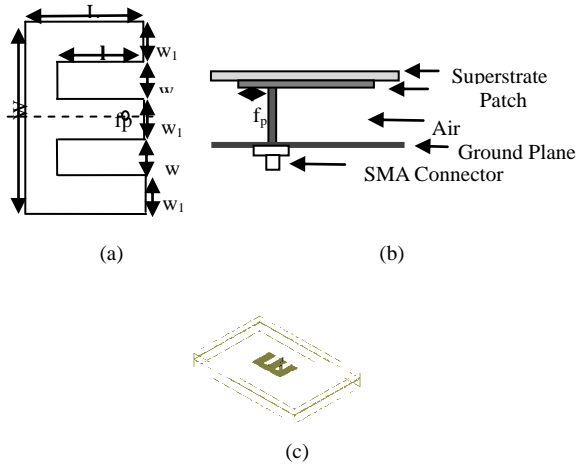 L
w₁
l
w
W
fp
w₁
w
w₁
(a)
Superstrate
Patch
fₚ
Air
Ground Plane
SMA Connector
(b)
(c)